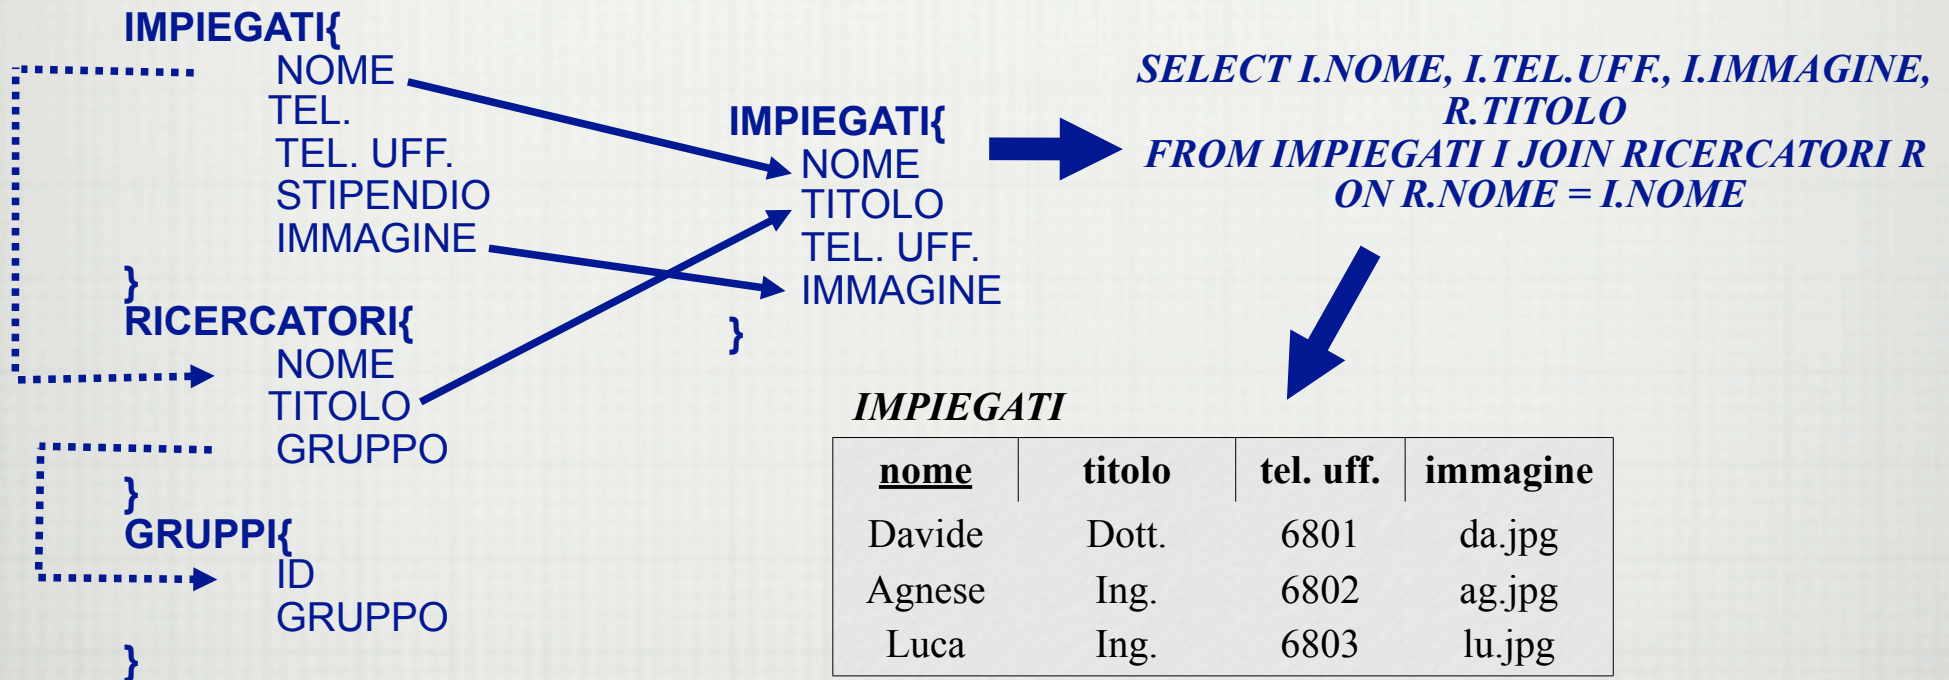 IMPIEGATI{
NOME
TEL.
TEL. UFF.
STIPENDIO
IMMAGINE
}
RICERCATORI{
NOME
TITOLO
GRUPPO
}
GRUPPI{
ID
GRUPPO
}
IMPIEGATI{
NOME
TITOLO
TEL. UFF.
IMMAGINE
}
SELECT I.NOME, I.TEL.UFF., I.IMMAGINE,
R.TITOLO
FROM IMPIEGATI I JOIN RICERCATORI R
ON R.NOME = I.NOME
IMPIEGATI
nome titolo tel. uff. immagine
Davide Dott. 6801 da.jpg
Agnese Ing. 6802 ag.jpg
Luca Ing. 6803 lu.jpg